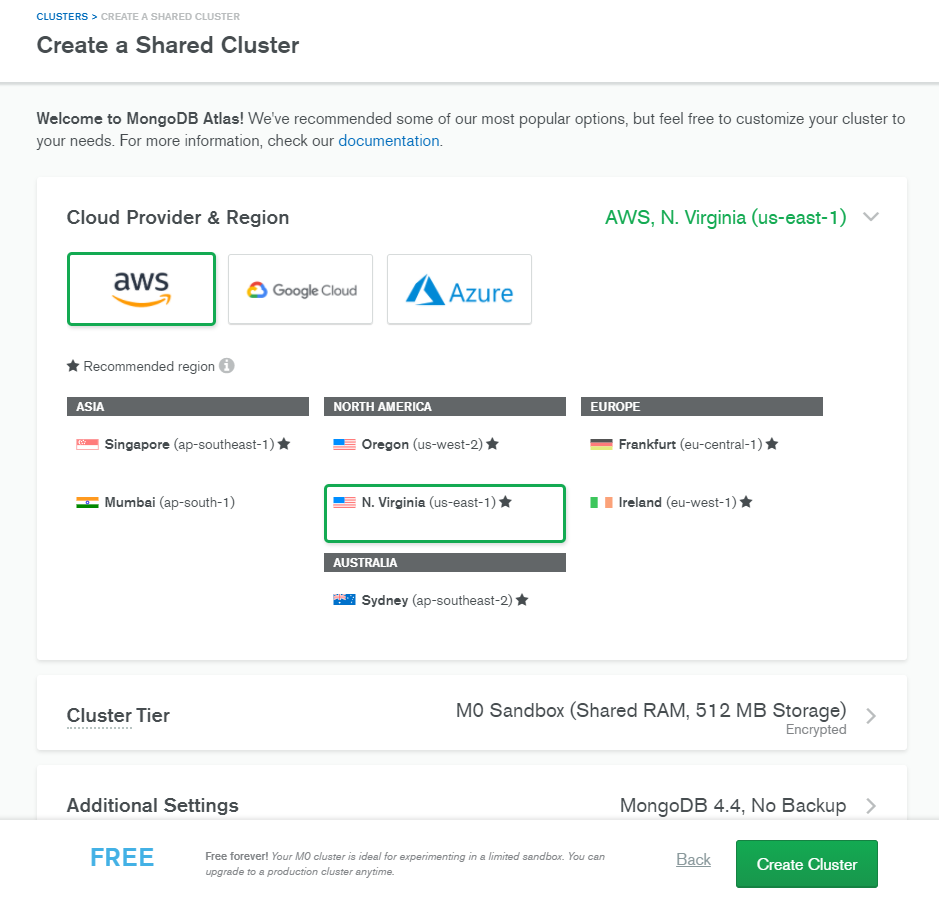 CLUSTERS > CREATE A SHARED CLUSTER
Create a Shared Cluster
Welcome to MongoDB Atlas! We've recommended some of our most popular options, but feel free to customize your cluster to
your needs. For more information, check our documentation.
Cloud Provider & Region
AWS, N. Virginia (us-east-1)
aws
Google Cloud
Azure
★ Recommended region
ASIA
Singapore (ap-southeast-1) ★
Mumbai (ap-south-1)
NORTH AMERICA
Oregon (us-west-2) ★
N. Virginia (us-east-1) ★
AUSTRALIA
Sydney (ap-southeast-2) ★
EUROPE
Frankfurt (eu-central-1) ★
Ireland (eu-west-1) ★
Cluster Tier
M0 Sandbox (Shared RAM, 512 MB Storage)
Encrypted
Additional Settings
MongoDB 4.4, No Backup
FREE
Free forever! Your M0 cluster is ideal for experimenting in a limited sandbox. You can
upgrade to a production cluster anytime.
Back
Create Cluster